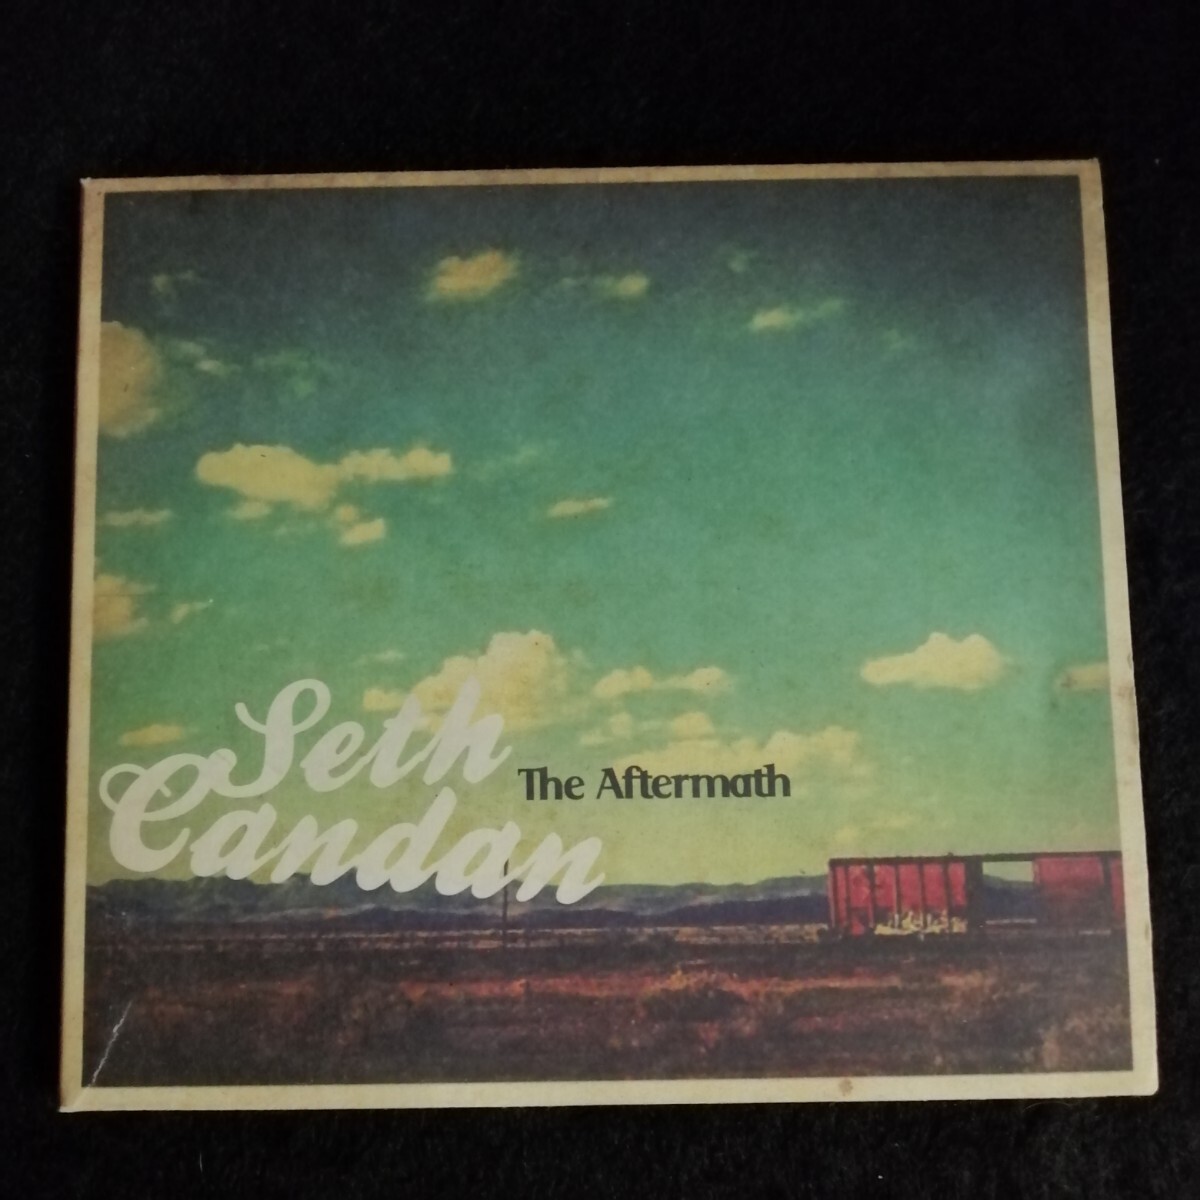 Seth
Candan
The Aftermath